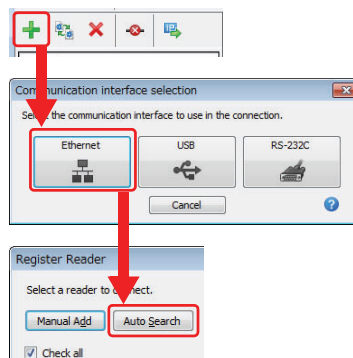 IP
Communication interface selection
Select the communication interface to use in the connection.
Ethernet
USB
RS-232C
Cancel
?
Register Reader
Select a reader to connect.
Manual Add
Auto Search
Check all